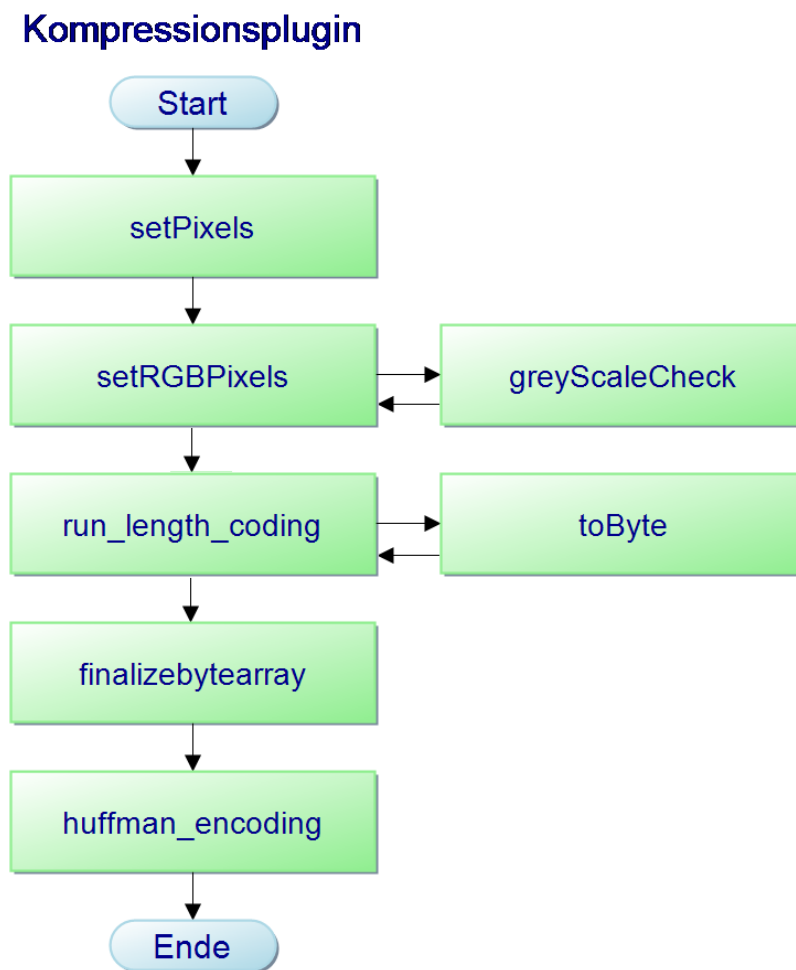 Kompressionsplugin
Start
setPixels
setRGBPixels
greyScaleCheck
run_length_coding
toByte
finalizebytearray
huffman_encoding
Ende